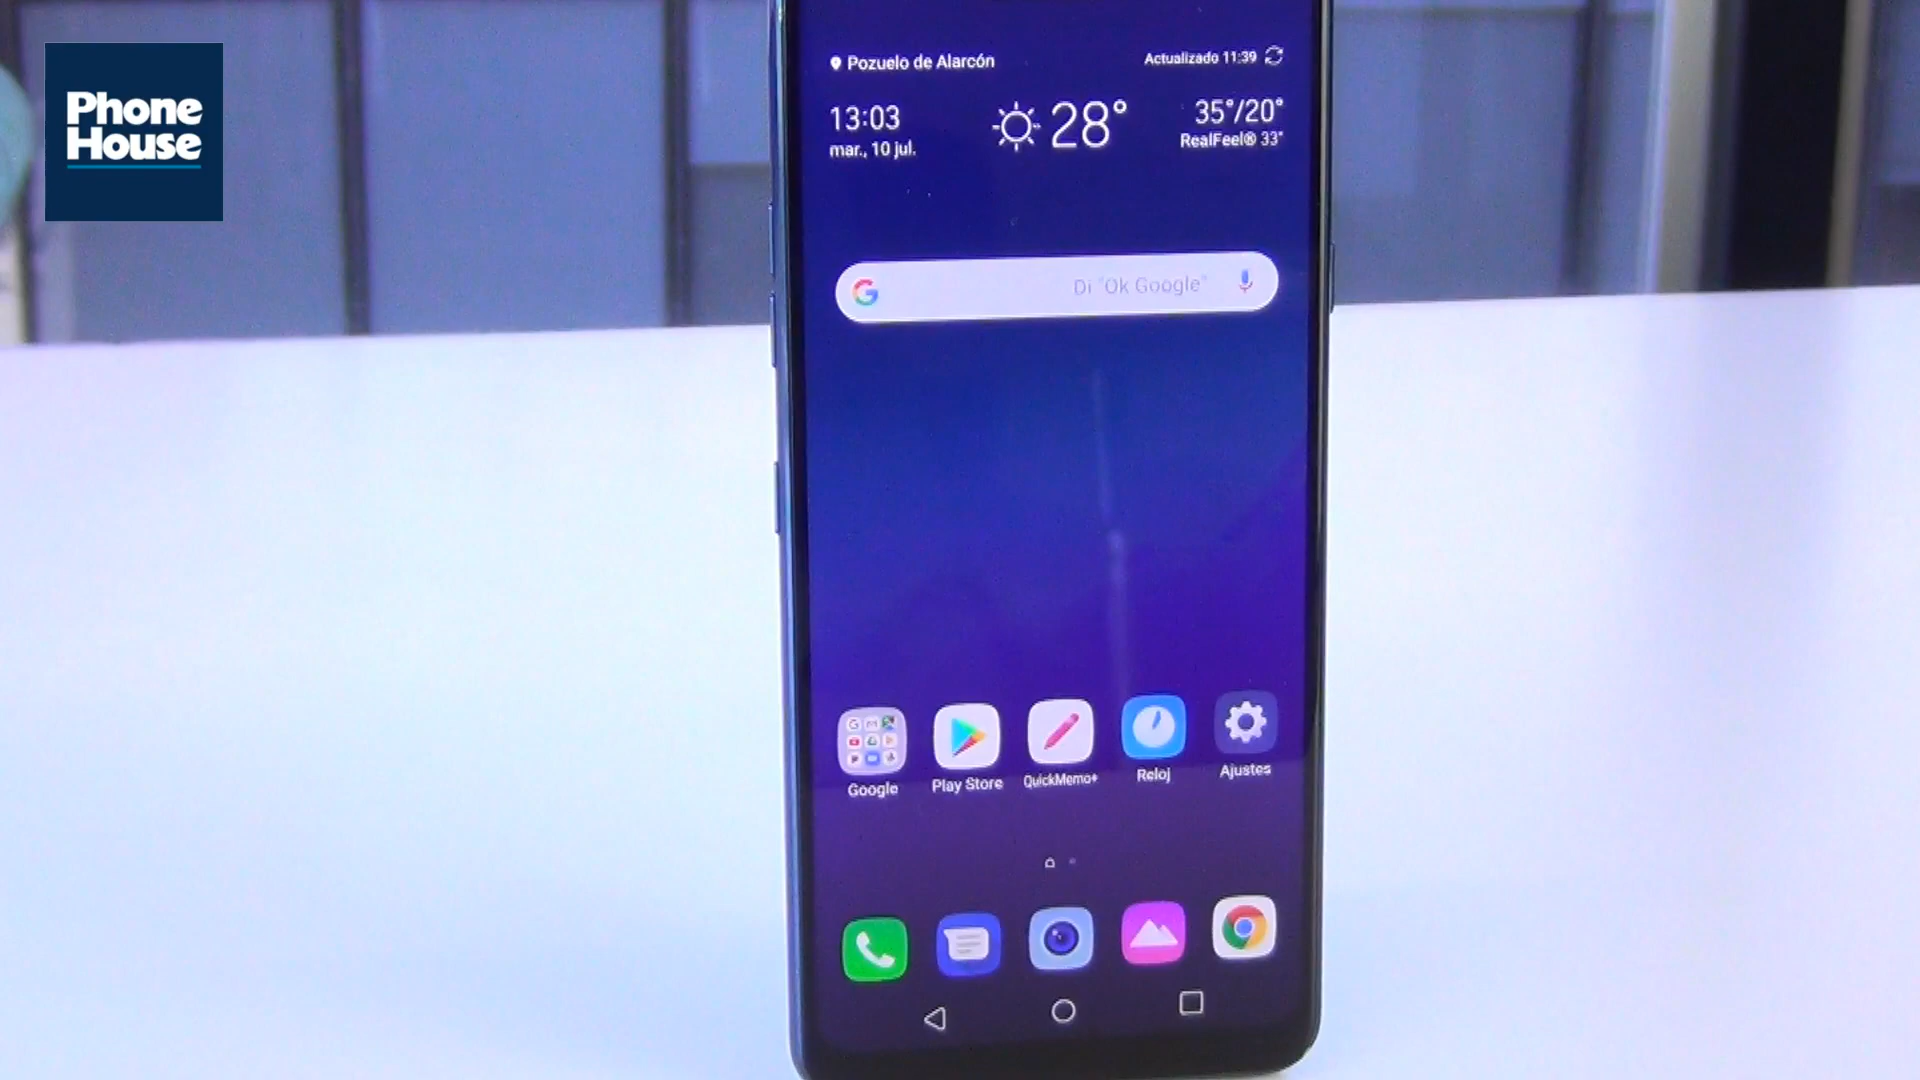 Phone
House
Pozuelo de Alarcón
Actualizado 11:39
13:03
28°
35°/20°
RealFeel® 33°
mar., 10 jul.
Di "Ok Google"
Google
Play Store
QuickMemo+
Reloj
Ajustes